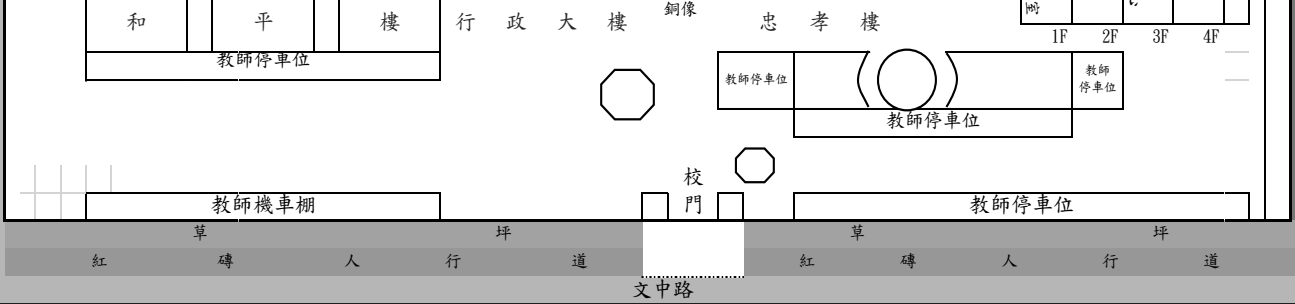 銅像
和平樓 行政大樓 忠孝樓
室
1F 2F 3F 4F
教師停車位
教師停車位
教師
停車位
教師停車位
校
門
教師機車棚
教師停車位
草坪 草坪
紅磚人行道 紅磚人行道
文中路